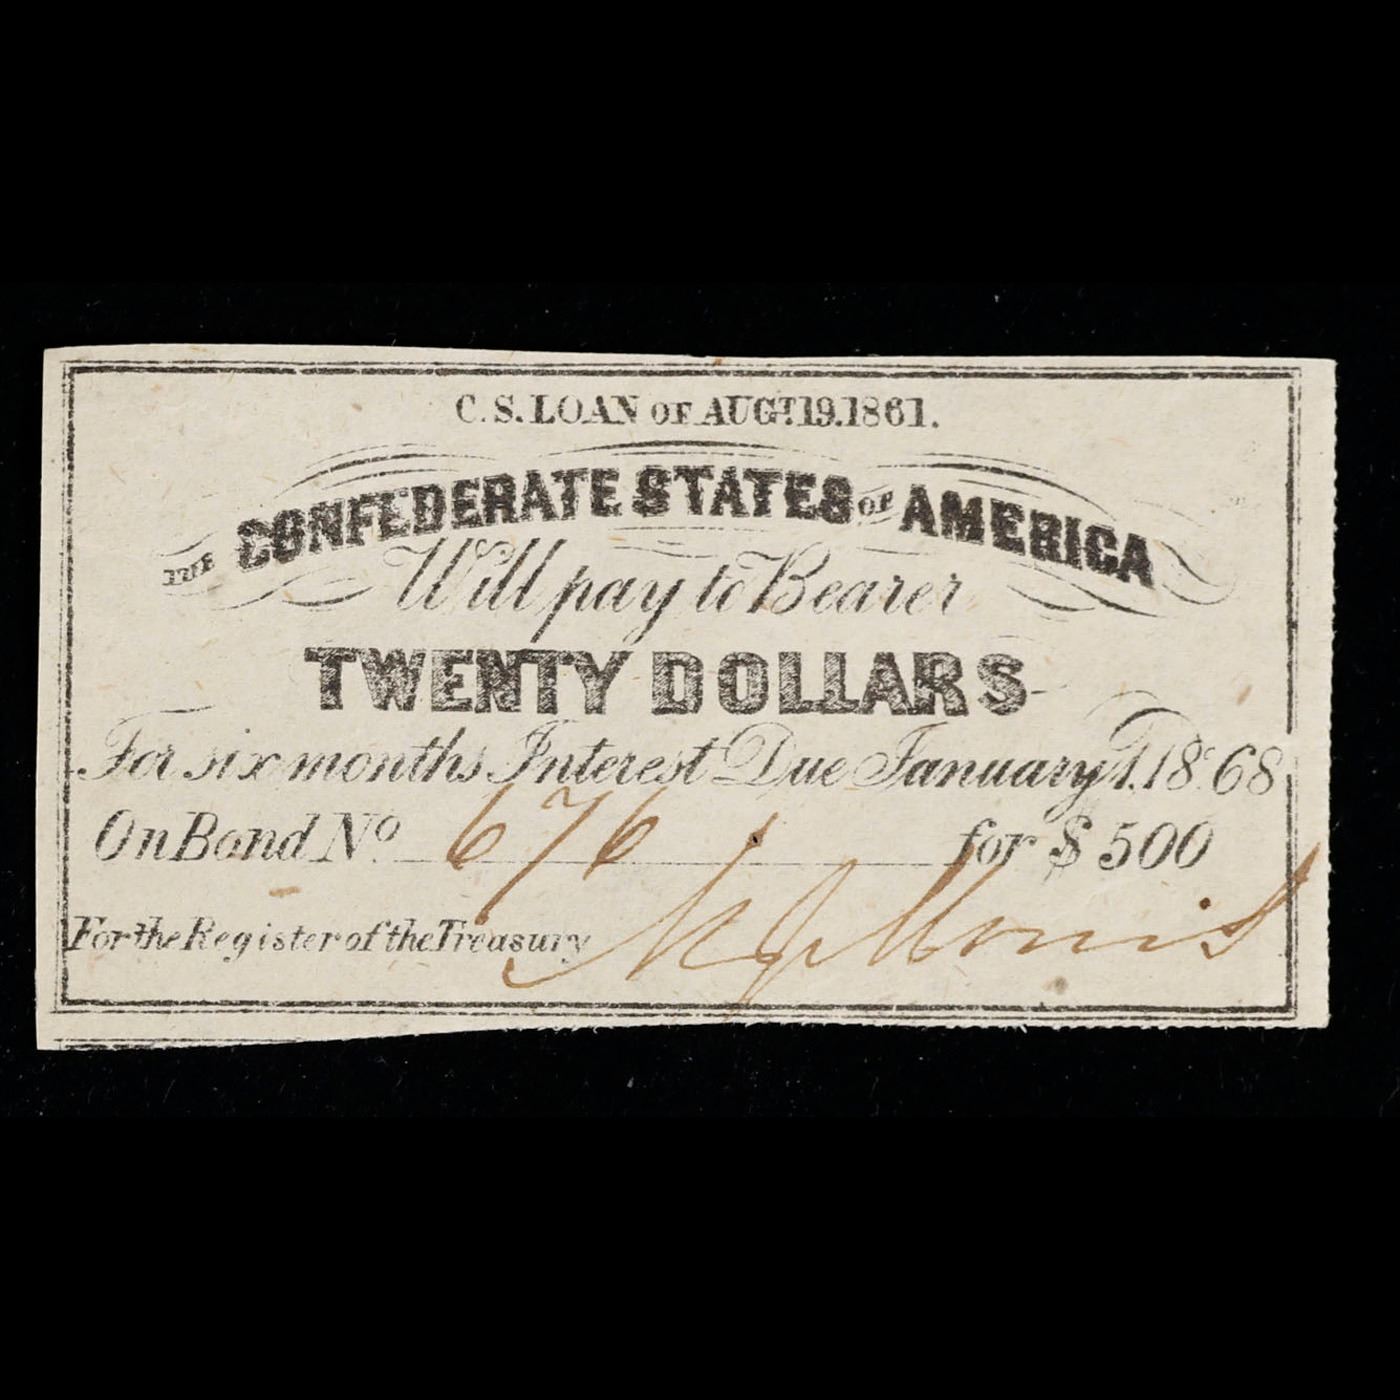 C. S. LOAN OF AUGT. 19. 1861.
THE CONFEDERATE STATES OF AMERICA
Will pay to Bearer
TWENTY DOLLARS
For six months Interest Due January 1. 1868
On Bond No. 676 for $ 500
For the Register of the Treasury